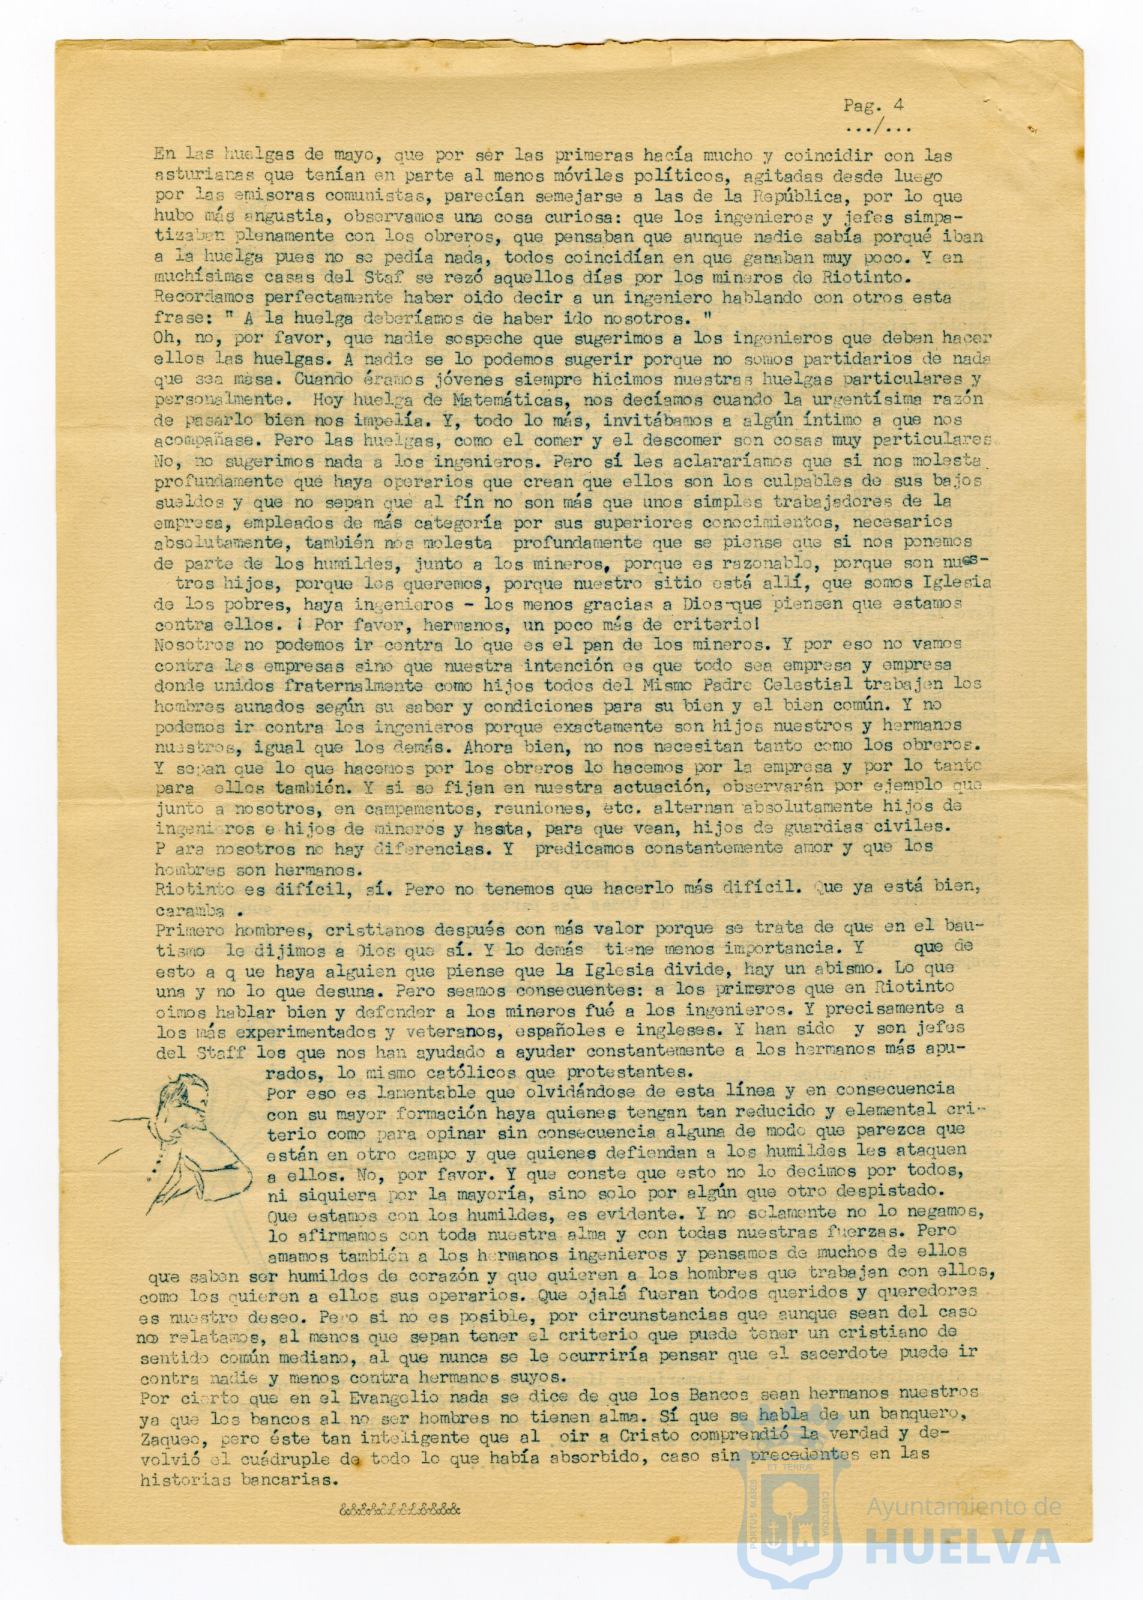 Pag. 4
.../...
En las huelgas de mayo, que por ser las primeras hacía mucho y coincidir con las
asturianas que tenían en parte al menos móviles políticos, agitadas desde luego
por las emisoras comunistas, parecían semejarse a las de la República, por lo que
hubo más angustia, observamos una cosa curiosa: que los ingenieros y jefes simpa-
tizaban plenamente con los obreros, que pensaban que aunque nadie sabía porqué iban
a la huelga pues no se pedía nada, todos coincidían en que ganaban muy poco. Y en
muchísimas casas del Staf se rezó aquellos días por los mineros de Riotinto.
Recordamos perfectamente haber oido decir a un ingeniero hablando con otros esta
frase: " A la huelga deberíamos de haber ido nosotros. "
Oh, no, por favor, que nadie sospeche que sugerimos a los ingenieros que deben hacer
ellos las huelgas. A nadie se lo podemos sugerir porque no somos partidarios de nada
que sea masa. Cuando éramos jóvenes siempre hicimos nuestras huelgas particulares y
personalmente. Hoy huelga de Matemáticas, nos decíamos cuando la urgentísima razón
de pasarlo bien nos impelía. Y, todo lo más, invitábamos a algún íntimo a que nos
acompañase. Pero las huelgas, como el comer y el descomer son cosas muy particulares
No, no sugerimos nada a los ingenieros. Pero sí les aclararíamos que si nos molesta
profundamente que haya operarios que crean que ellos son los culpables de sus bajos
sueldos y que no sepan que al fín no son más que unos simples trabajadores de la
empresa, empleados de más categoría por sus superiores conocimientos, necesarios
absolutamente, también nos molesta profundamente que se piense que si nos ponemos
de parte de los humildes, junto a los mineros, porque es razonable, porque son nues-
tros hijos, porque los queremos, porque nuestro sitio está allí, que somos Iglesia
de los pobres, haya ingenieros - los menos gracias a Dios-que piensen que estamos
contra ellos. ¡ Por favor, hermanos, un poco más de criterio!
Nosotros no podemos ir contra lo que es el pan de los mineros. Y por eso no vamos
contra las empresas sino que nuestra intención es que todo sea empresa y empresa
donde unidos fraternalmente como hijos todos del Mismo Padre Celestial trabajen los
hombres aunados según su saber y condiciones para su bien y el bien común. Y no
podemos ir contra los ingenieros porque exactamente son hijos nuestros y hermanos
nuestros, igual que los demás. Ahora bien, no nos necesitan tanto como los obreros.
Y sepan que lo que hacemos por los obreros lo hacemos por la empresa y por lo tanto
para ellos también. Y si se fijan en nuestra actuación, observarán por ejemplo que
junto a nosotros, en campamentos, reuniones, etc. alternan absolutamente hijos de
ingenieros e hijos de mineros y hasta, para que vean, hijos de guardias civiles.
P ara nosotros no hay diferencias. Y predicamos constantemente amor y que los
hombres son hermanos.
Riotinto es difícil, sí. Pero no tenemos que hacerlo más difícil. Que ya está bien,
caramba .
Primero hombres, cristianos después con más valor porque se trata de que en el bau-
tismo le dijimos a Dios que sí. Y lo demás tiene menos importancia. Y que de
esto a q ue haya alguien que piense que la Iglesia divide, hay un abismo. Lo que
una y no lo que desuna. Pero seamos consecuentes: a los primeros que en Riotinto
oimos hablar bien y defender a los mineros fué a los ingenieros. Y precisamente a
los más experimentados y veteranos, españoles e ingleses. Y han sido y son jefes
del Staff los que nos han ayudado a ayudar constantemente a los hermanos más apu-
rados, lo mismo católicos que protestantes.
Por eso es lamentable que olvidándose de esta línea y en consecuencia
con su mayor formación haya quienes tengan tan reducido y elemental cri-
terio como para opinar sin consecuencia alguna de modo que parezca que
están en otro campo y que quienes defiendan a los humildes les ataquen
a ellos. No, por favor. Y que conste que esto no lo decimos por todos,
ni siquiera por la mayoría, sino solo por algún que otro despistado.
Que estamos con los humildes, es evidente. Y no solamente no lo negamos,
lo afirmamos con toda nuestra alma y con todas nuestras fuerzas. Pero
amamos también a los hermanos ingenieros y pensamos de muchos de ellos
que saben ser humildes de corazón y que quieren a los hombres que trabajan con ellos,
como los quieren a ellos sus operarios. Que ojalá fueran todos queridos y queredores
es nuestro deseo. Pero si no es posible, por circunstancias que aunque sean del caso
no relatamos, al menos que sepan tener el criterio que puede tener un cristiano de
sentido común mediano, al que nunca se le ocurriría pensar que el sacerdote puede ir
contra nadie y menos contra hermanos suyos.
Por cierto que en el Evangelio nada se dice de que los Bancos sean hermanos nuestros
ya que los bancos al no ser hombres no tienen alma. Sí que se habla de un banquero,
Zaqueo, pero éste tan inteligente que al oir a Cristo comprendió la verdad y de-
volvió el cuádruple de todo lo que había absorbido, caso sin precedentes en las
historias bancarias.
&&&&&&&&&&&
PORTUS MARIS ET TERRAE CUSTODIA
Ayuntamiento de
HUELVA